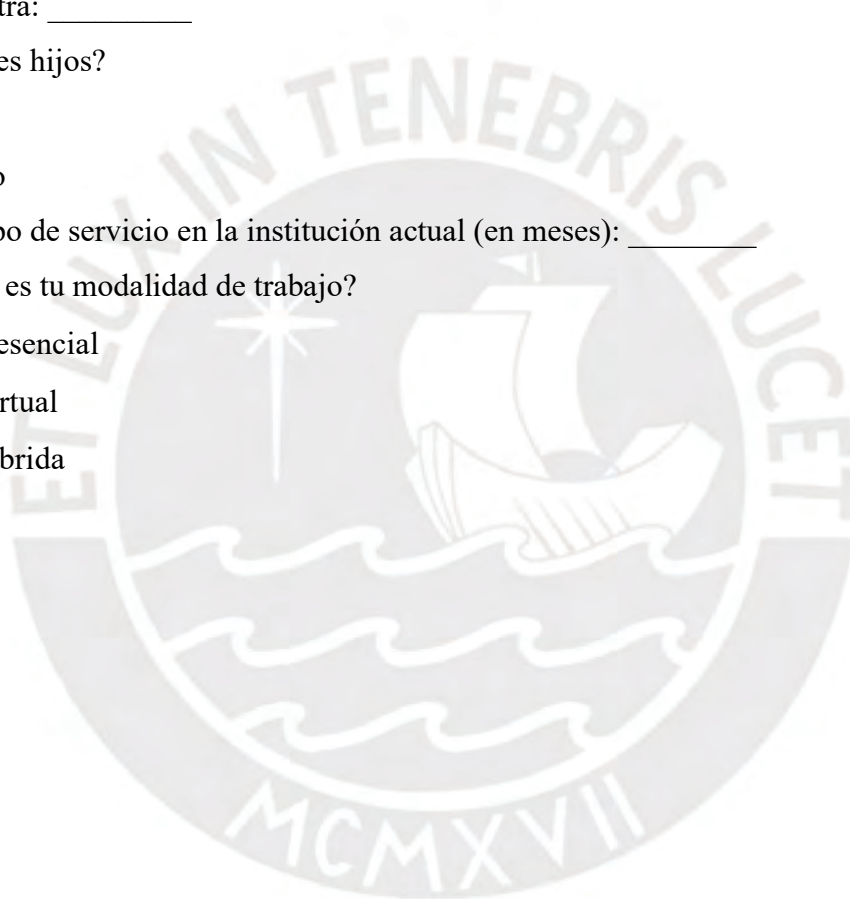 tra: _________
es hijos?
o
po de servicio en la institución actual (en meses): ________
es tu modalidad de trabajo?
esencial
rtual
brida
ET LUX IN TENEBRIS LUCET
MCMXVII